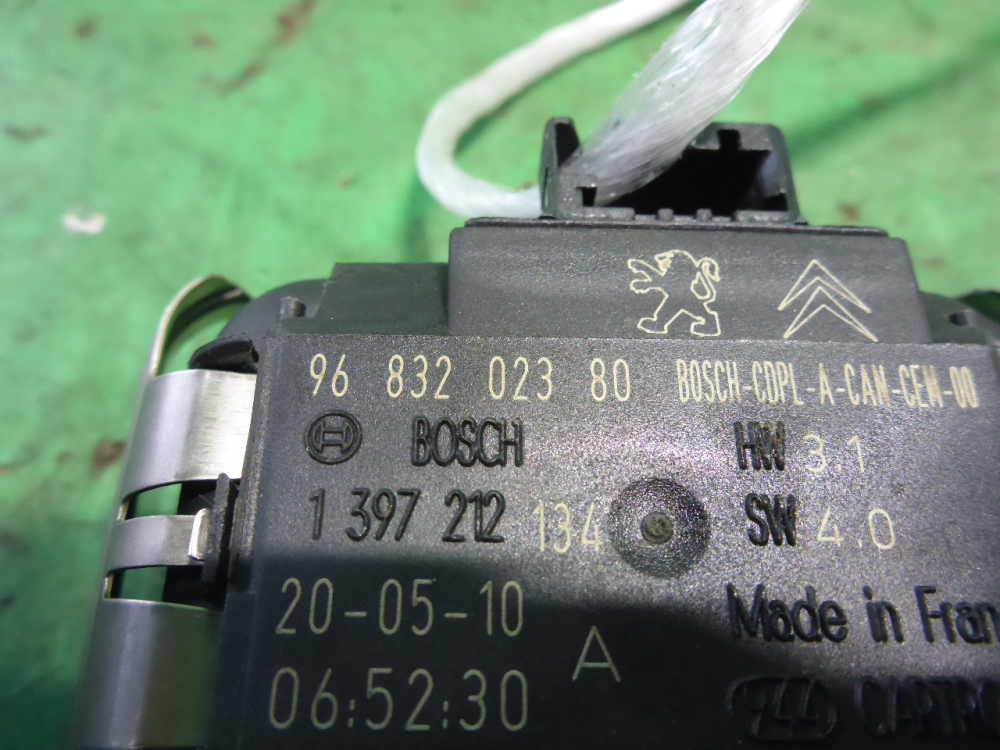 96 832 023 80 BOSCH-CDPL-A-CAN-CEM-00
BOSCH HW 3.1
1 397 212 134 SW 4.0
20-05-10 Made in Fran
06:52:30 A